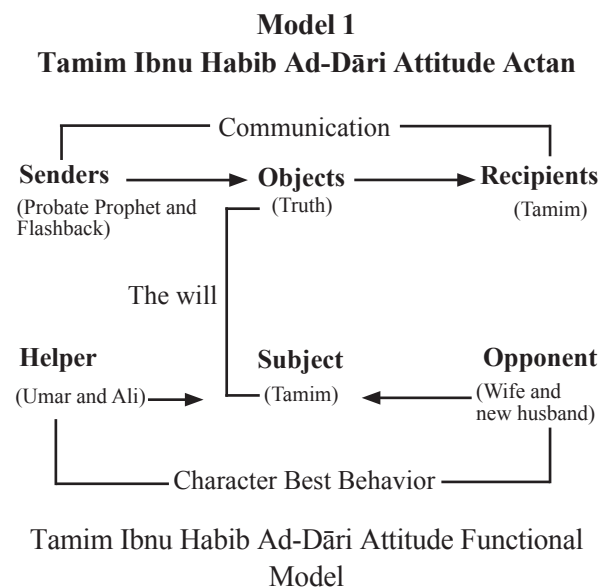 Model 1
Tamim Ibnu Habib Ad-Dāri Attitude Actan
Communication
Senders
Objects
Recipients
(Probate Prophet and
Flashback)
(Truth)
(Tamim)
The will
Helper
Subject
Opponent
(Umar and Ali)
(Tamim)
(Wife and
new husband)
Character Best Behavior
Tamim Ibnu Habib Ad-Dāri Attitude Functional
Model